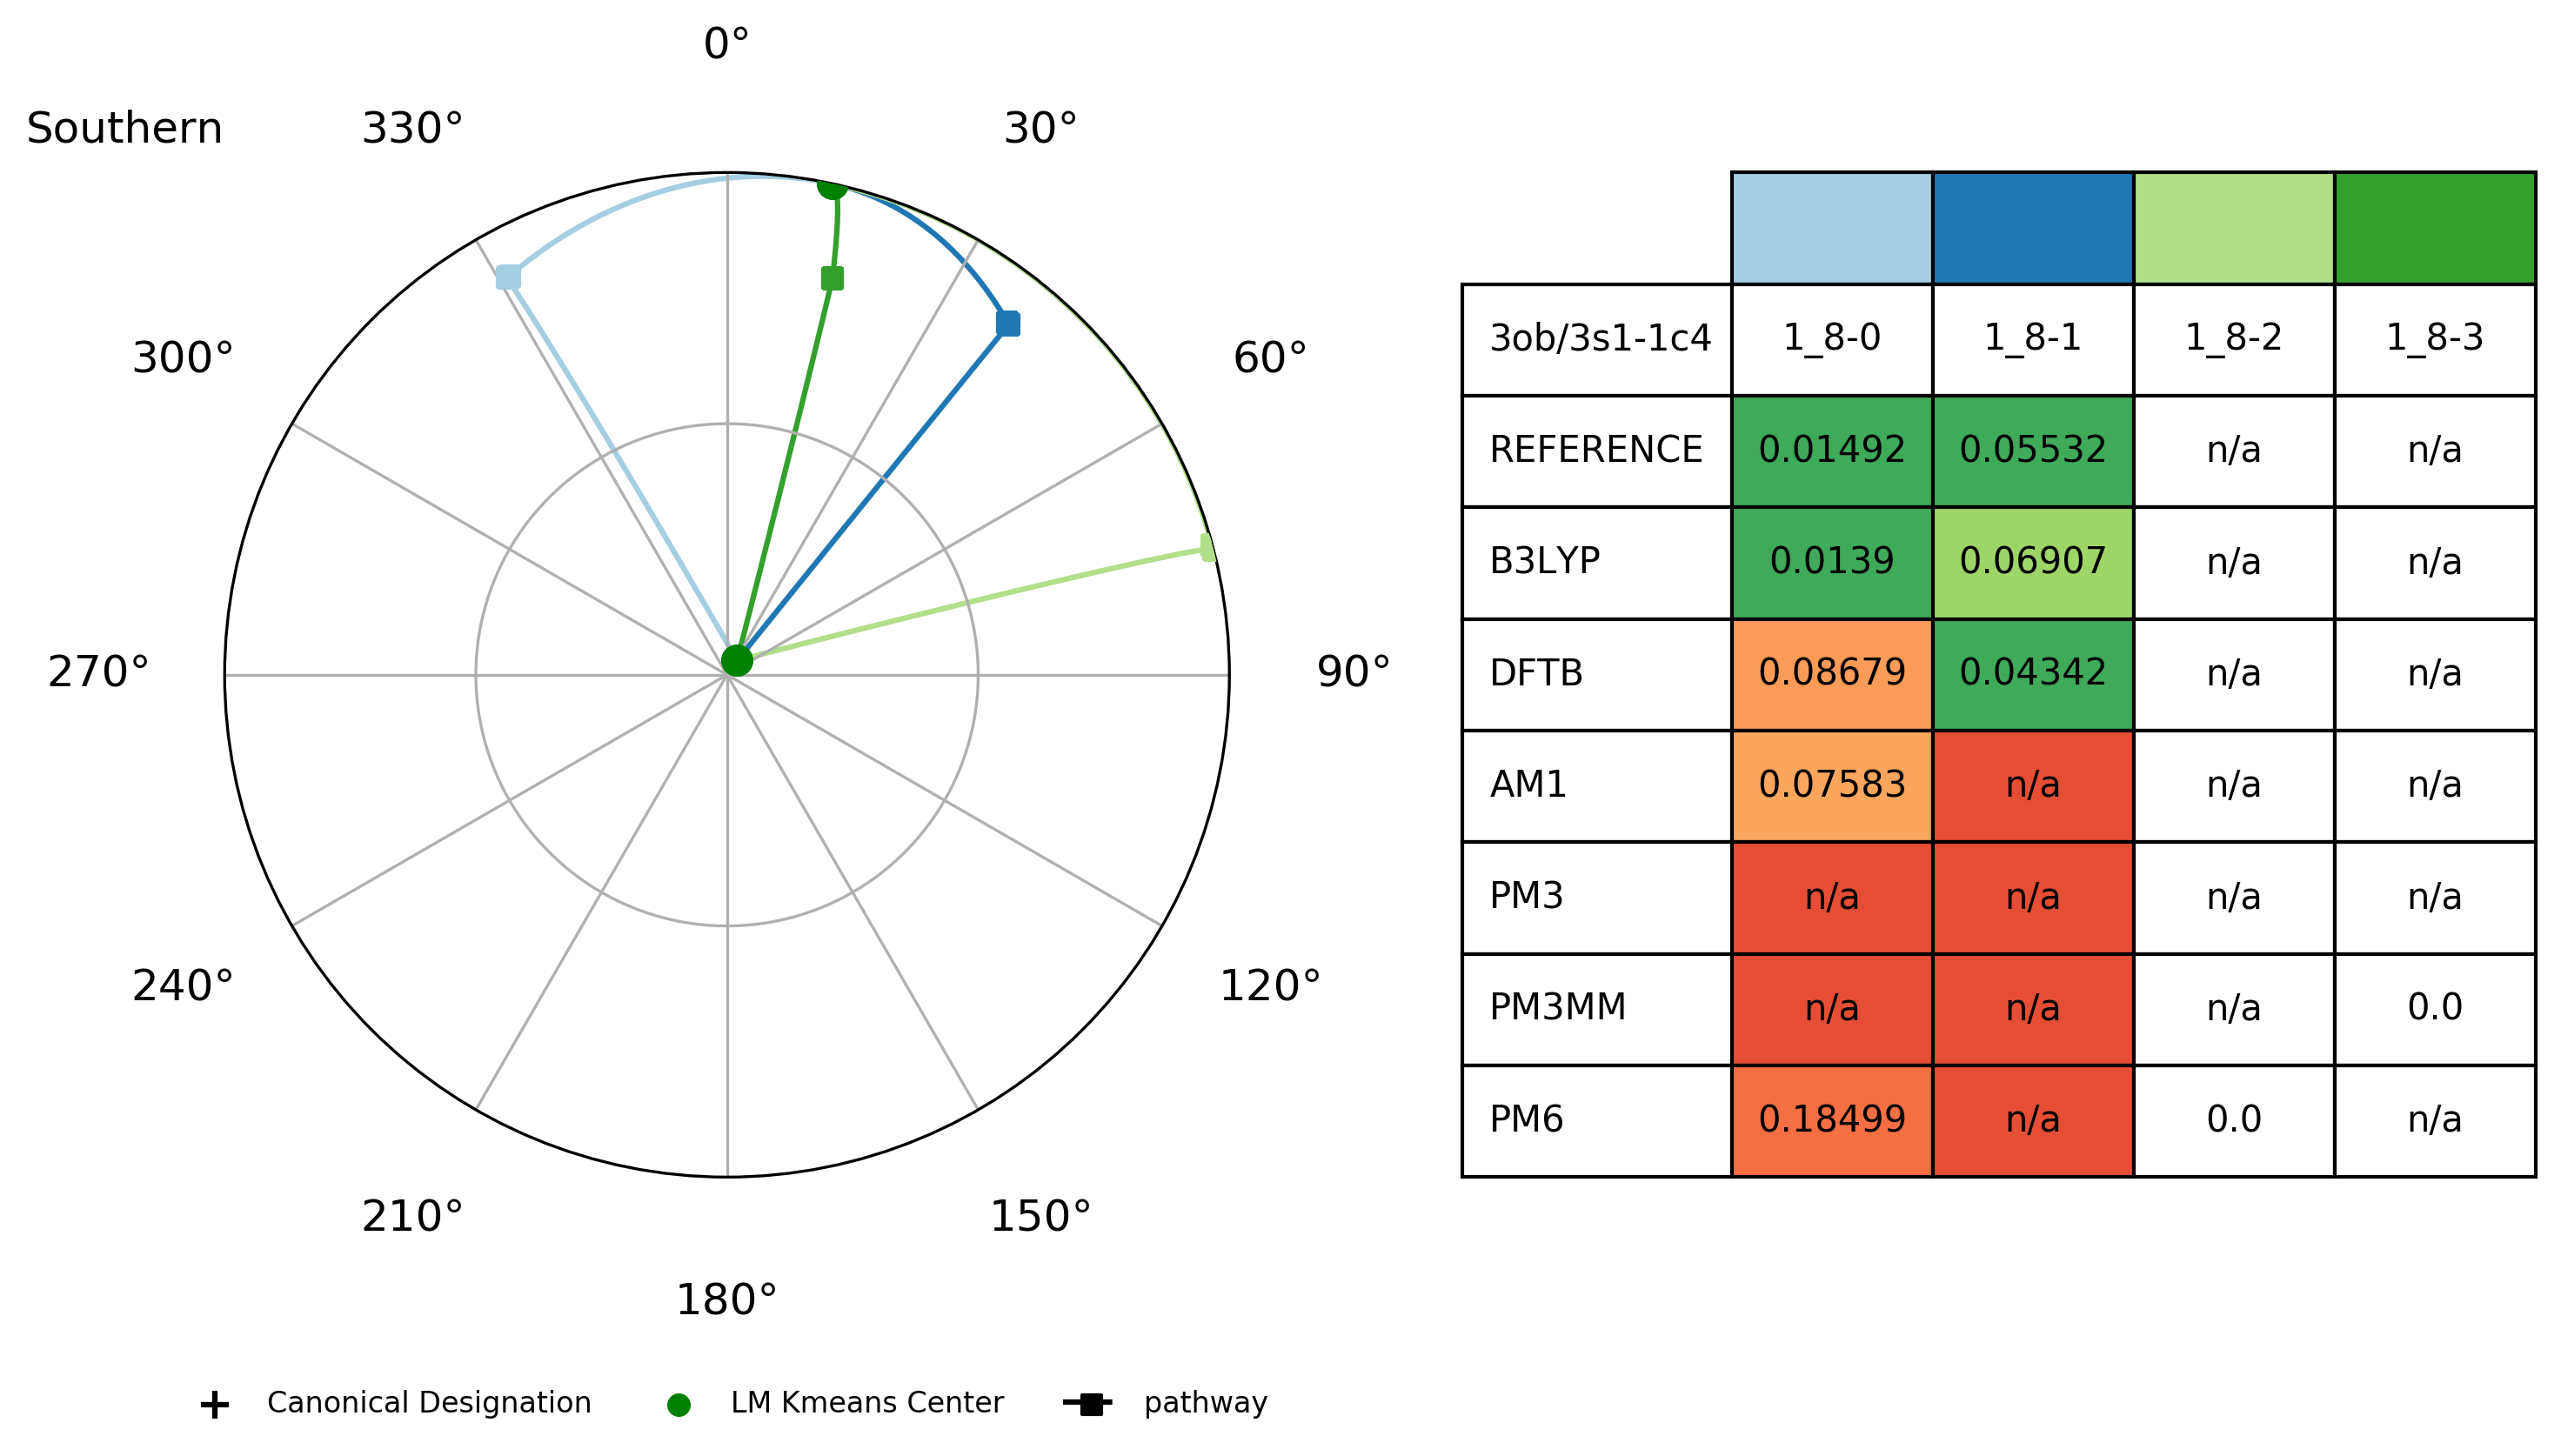 0°
Southern
330°
30°
300°
60°
270°
90°
240°
120°
210°
150°
180°
3ob/3s1-1c4 1_8-0 1_8-1 1_8-2 1_8-3
REFERENCE 0.01492 0.05532 n/a n/a
B3LYP 0.0139 0.06907 n/a n/a
DFTB 0.08679 0.04342 n/a n/a
AM1 0.07583 n/a n/a n/a
PM3 n/a n/a n/a n/a
PM3MM n/a n/a n/a 0.0
PM6 0.18499 n/a 0.0 n/a
Canonical Designation LM Kmeans Center pathway